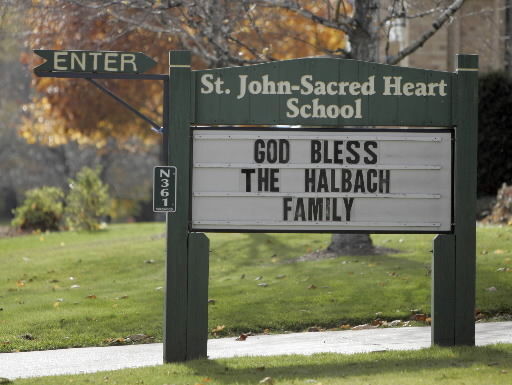 ENTER
St. John-Sacred Heart
School
GOD BLESS
THE HALBACH
FAMILY
N361